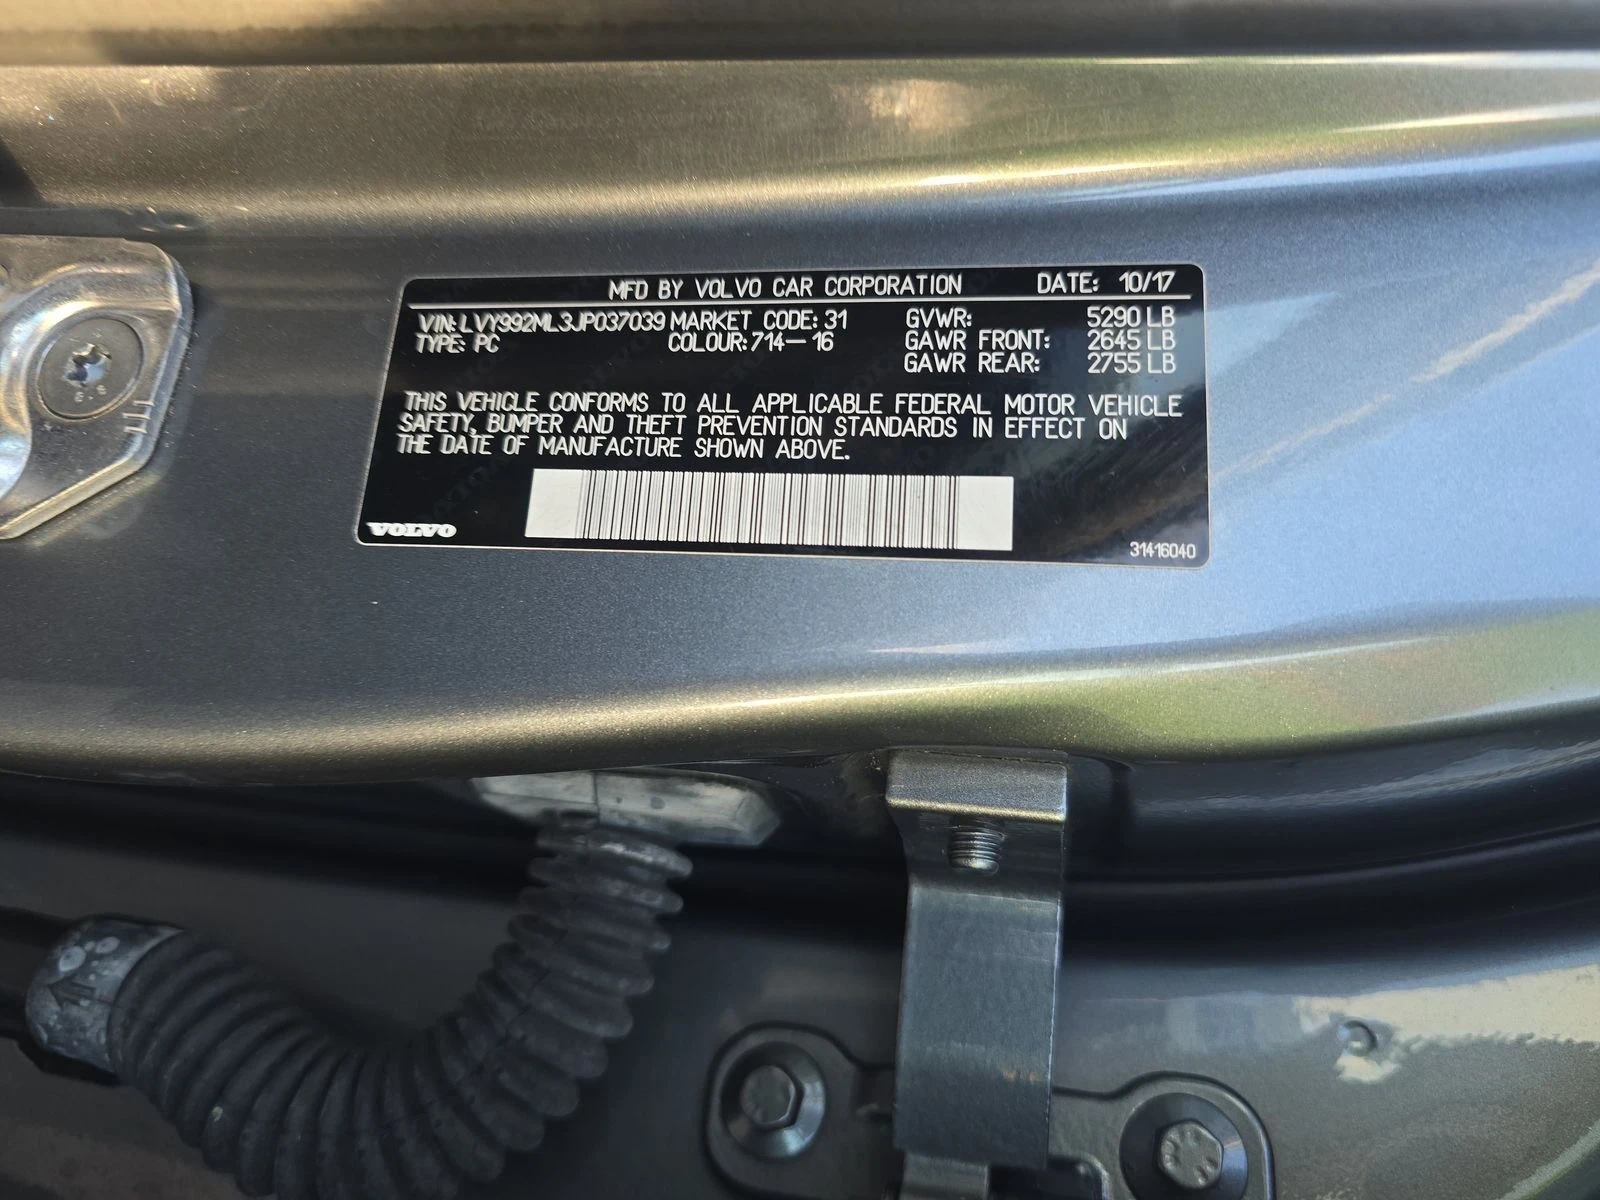 MFD BY VOLVO CAR CORPORATION DATE: 10/17
VIN: LVY992ML3JP037039 MARKET CODE: 31 GVWR: 5290 LB
TYPE: PC COLOUR: 714-16 GAWR FRONT: 2645 LB
GAWR REAR: 2755 LB
THIS VEHICLE CONFORMS TO ALL APPLICABLE FEDERAL MOTOR VEHICLE
SAFETY, BUMPER AND THEFT PREVENTION STANDARDS IN EFFECT ON
THE DATE OF MANUFACTURE SHOWN ABOVE.
VOLVO
31416040
8.8